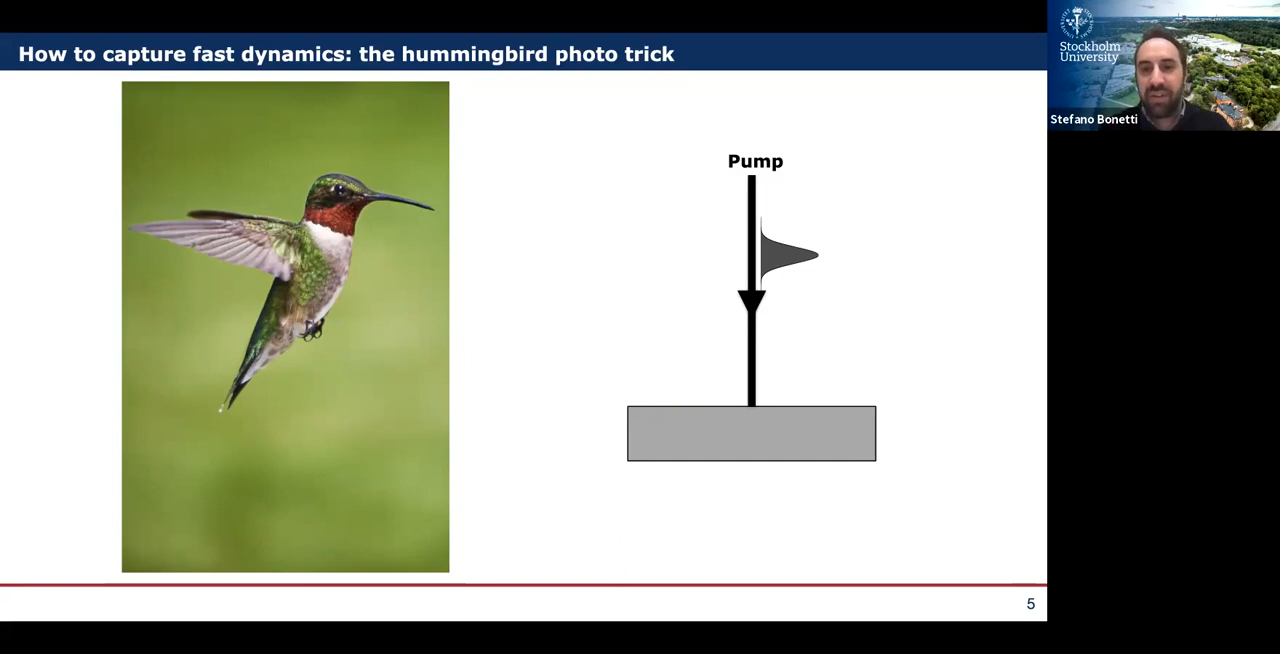 How to capture fast dynamics: the hummingbird photo trick
Pump
5
Stockholm
University
Stefano Bonetti